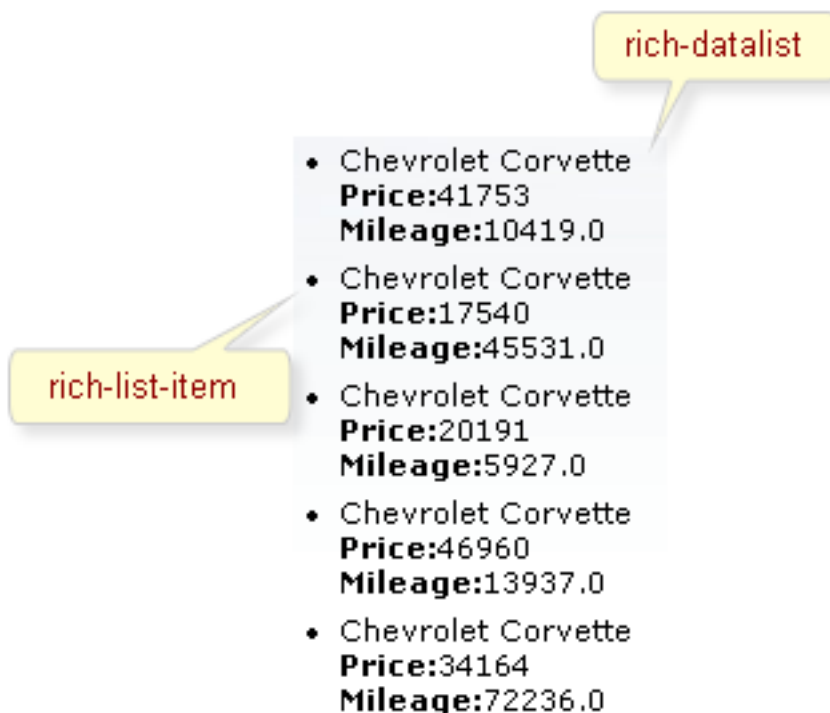 rich-datalist
• Chevrolet Corvette
Price:41753
Mileage:10419.0
• Chevrolet Corvette
Price:17540
Mileage:45531.0
rich-list-item
• Chevrolet Corvette
Price:20191
Mileage:5927.0
• Chevrolet Corvette
Price:46960
Mileage:13937.0
• Chevrolet Corvette
Price:34164
Mileage:72236.0